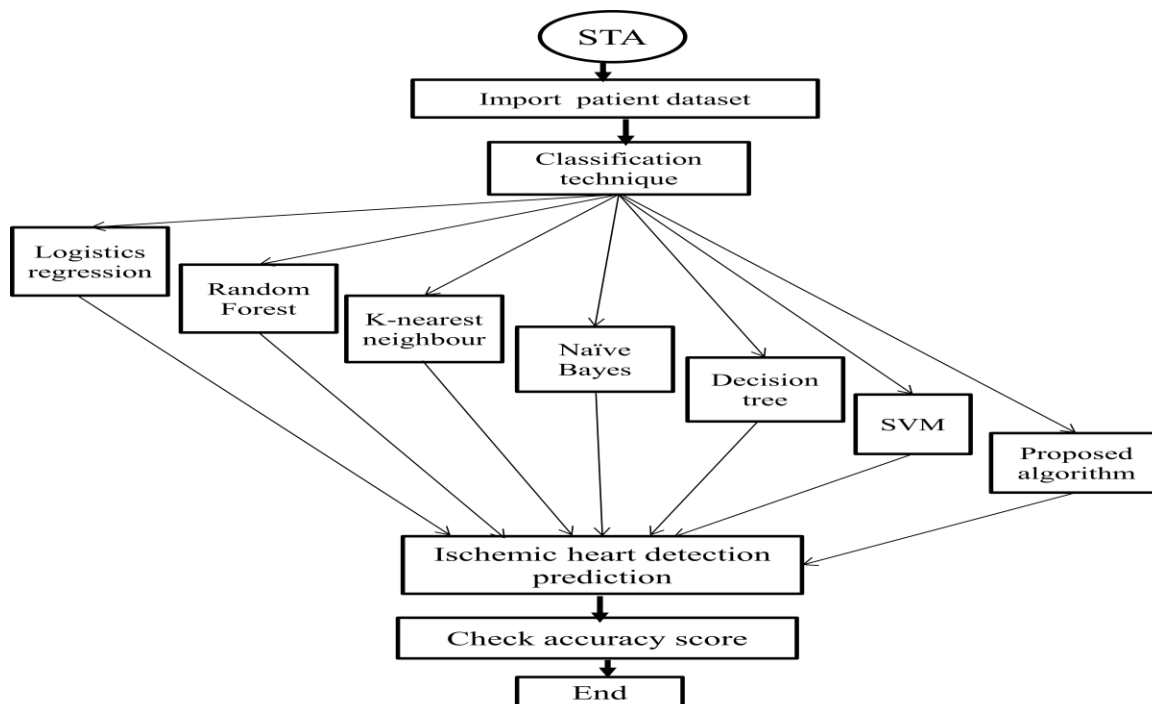 STA
Import patient dataset
Classification
technique
Logistics
regression
Random
Forest
K-nearest
neighbour
Naïve
Bayes
Decision
tree
SVM
Proposed
algorithm
Ischemic heart detection
prediction
Check accuracy score
End